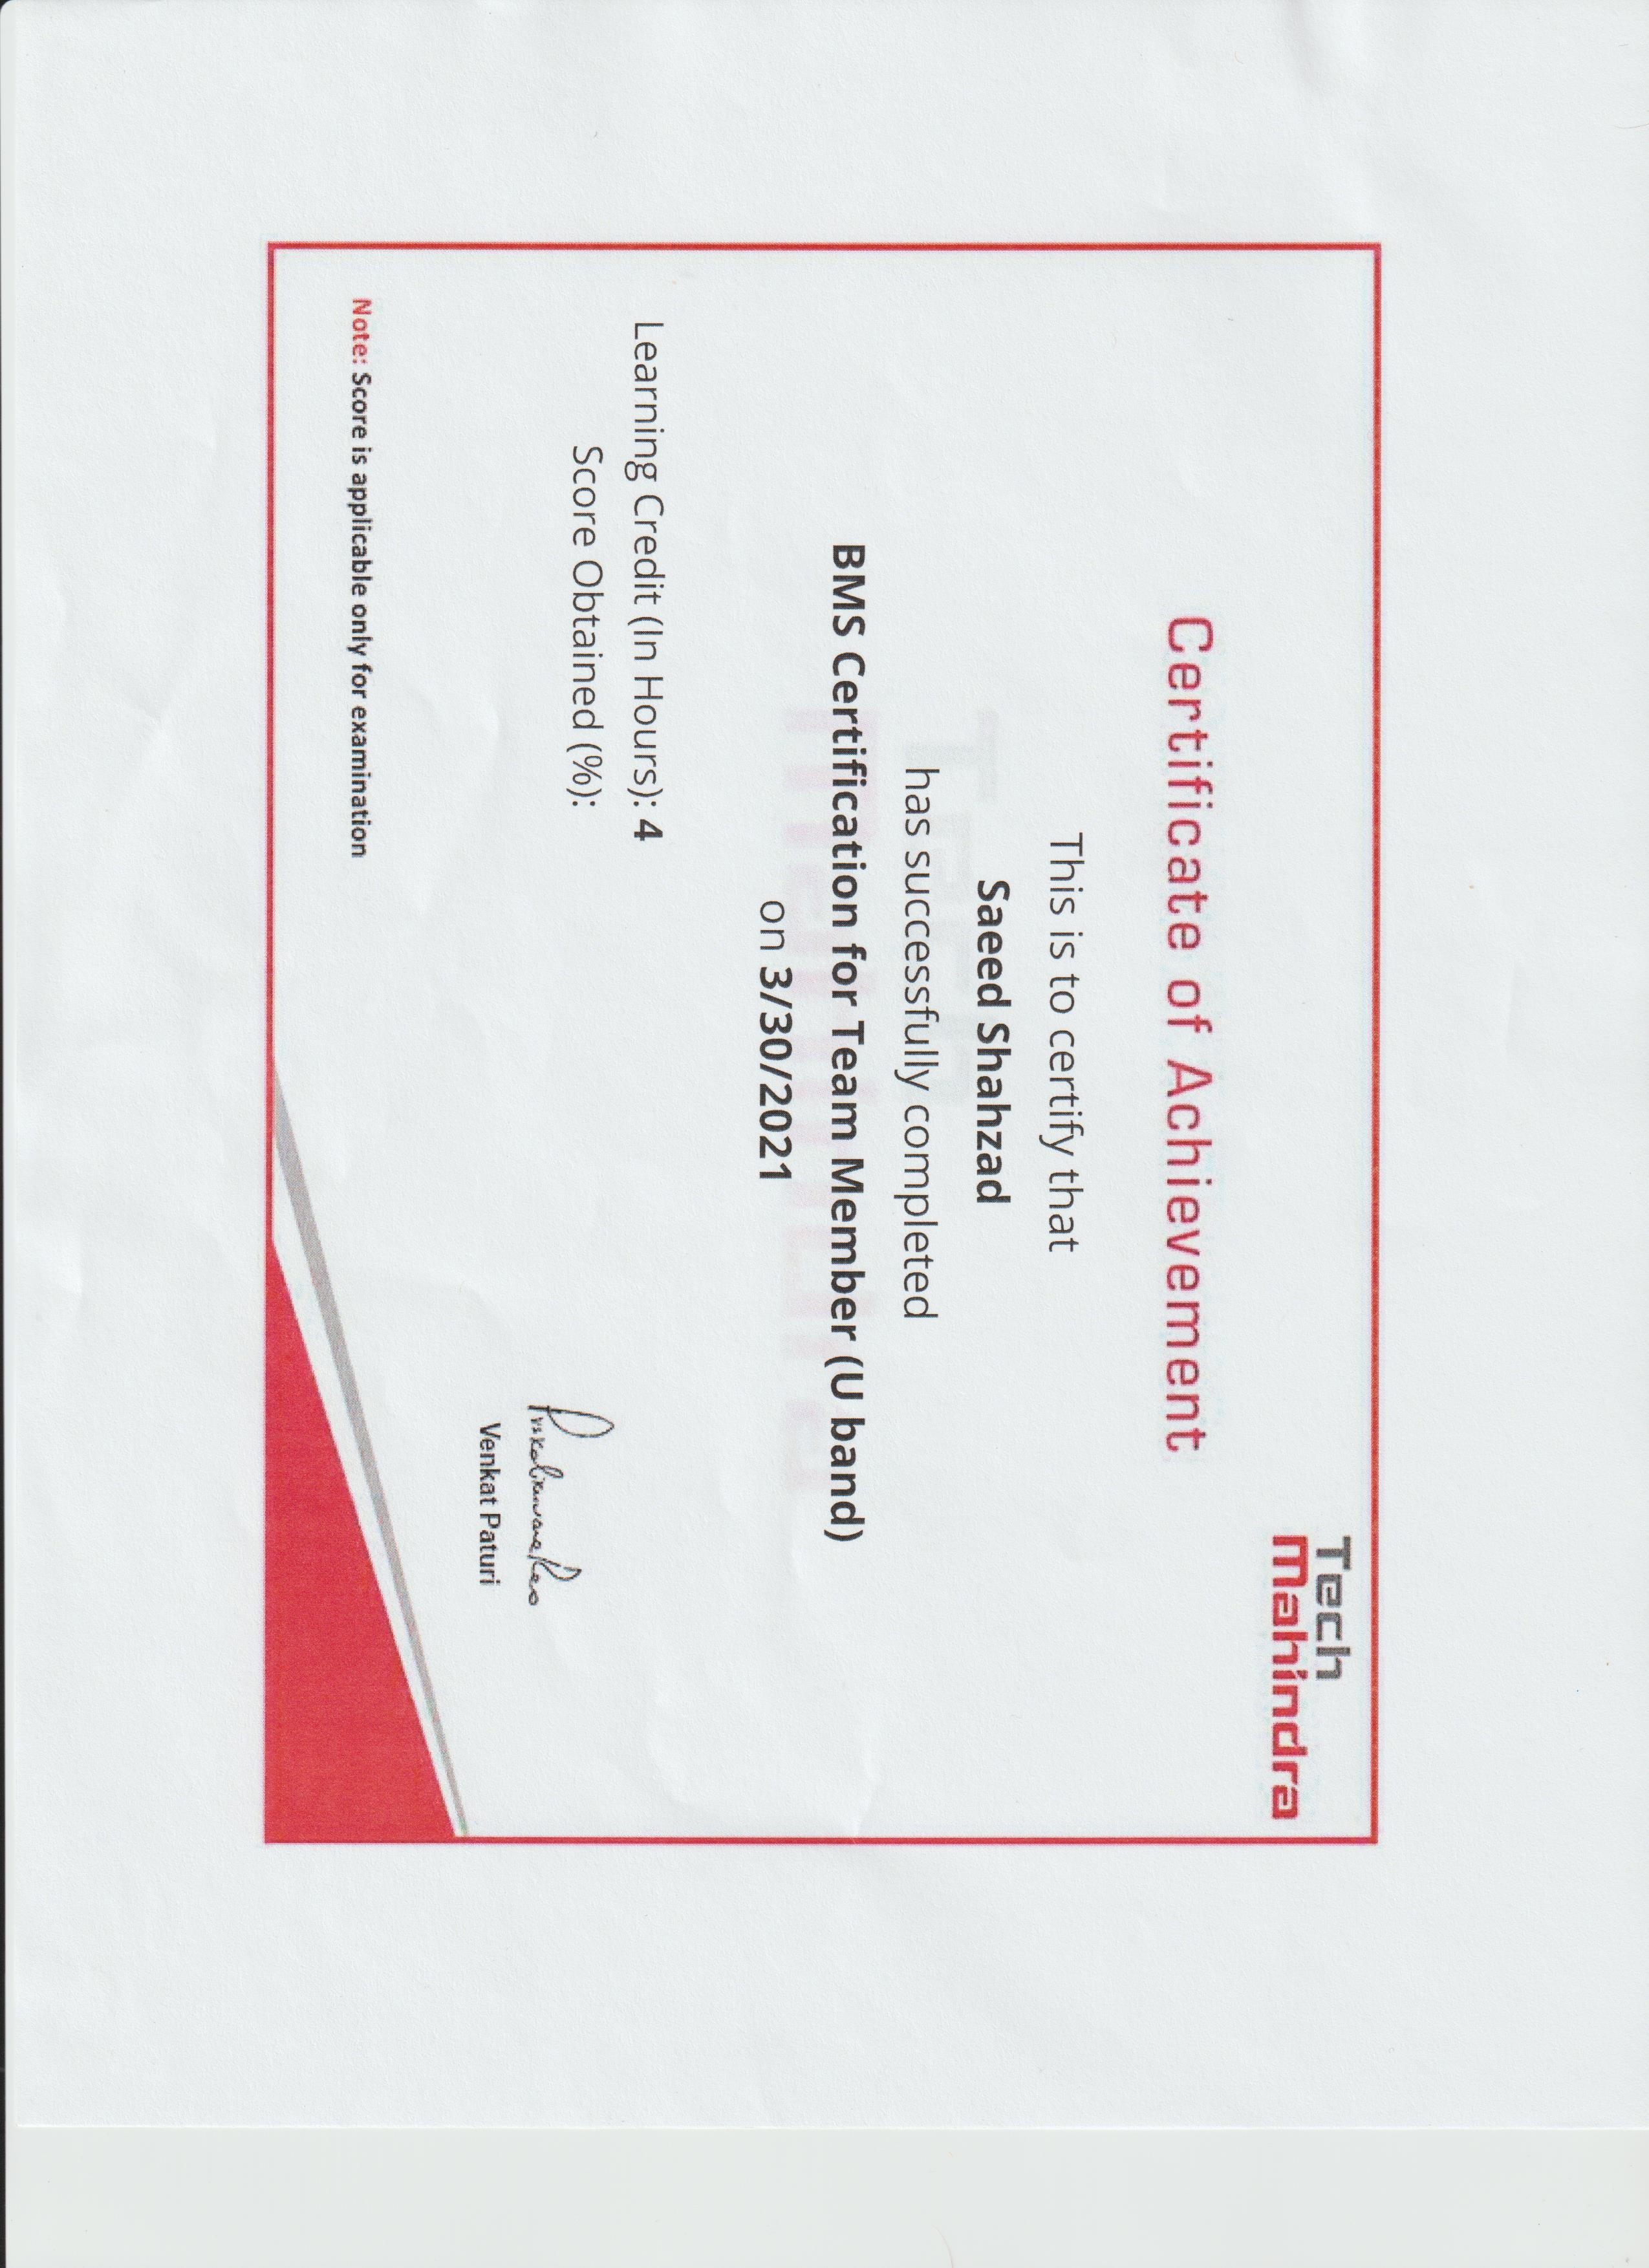 Tech
Mahindra
Certificate of Achievement
This is to certify that
Saeed Shahzad
has successfully completed
BMS Certification for Team Member (U band)
on 3/30/2021
Learning Credit (In Hours): 4
Score Obtained (%):
Venkat Paturi
Note: Score is applicable only for examination